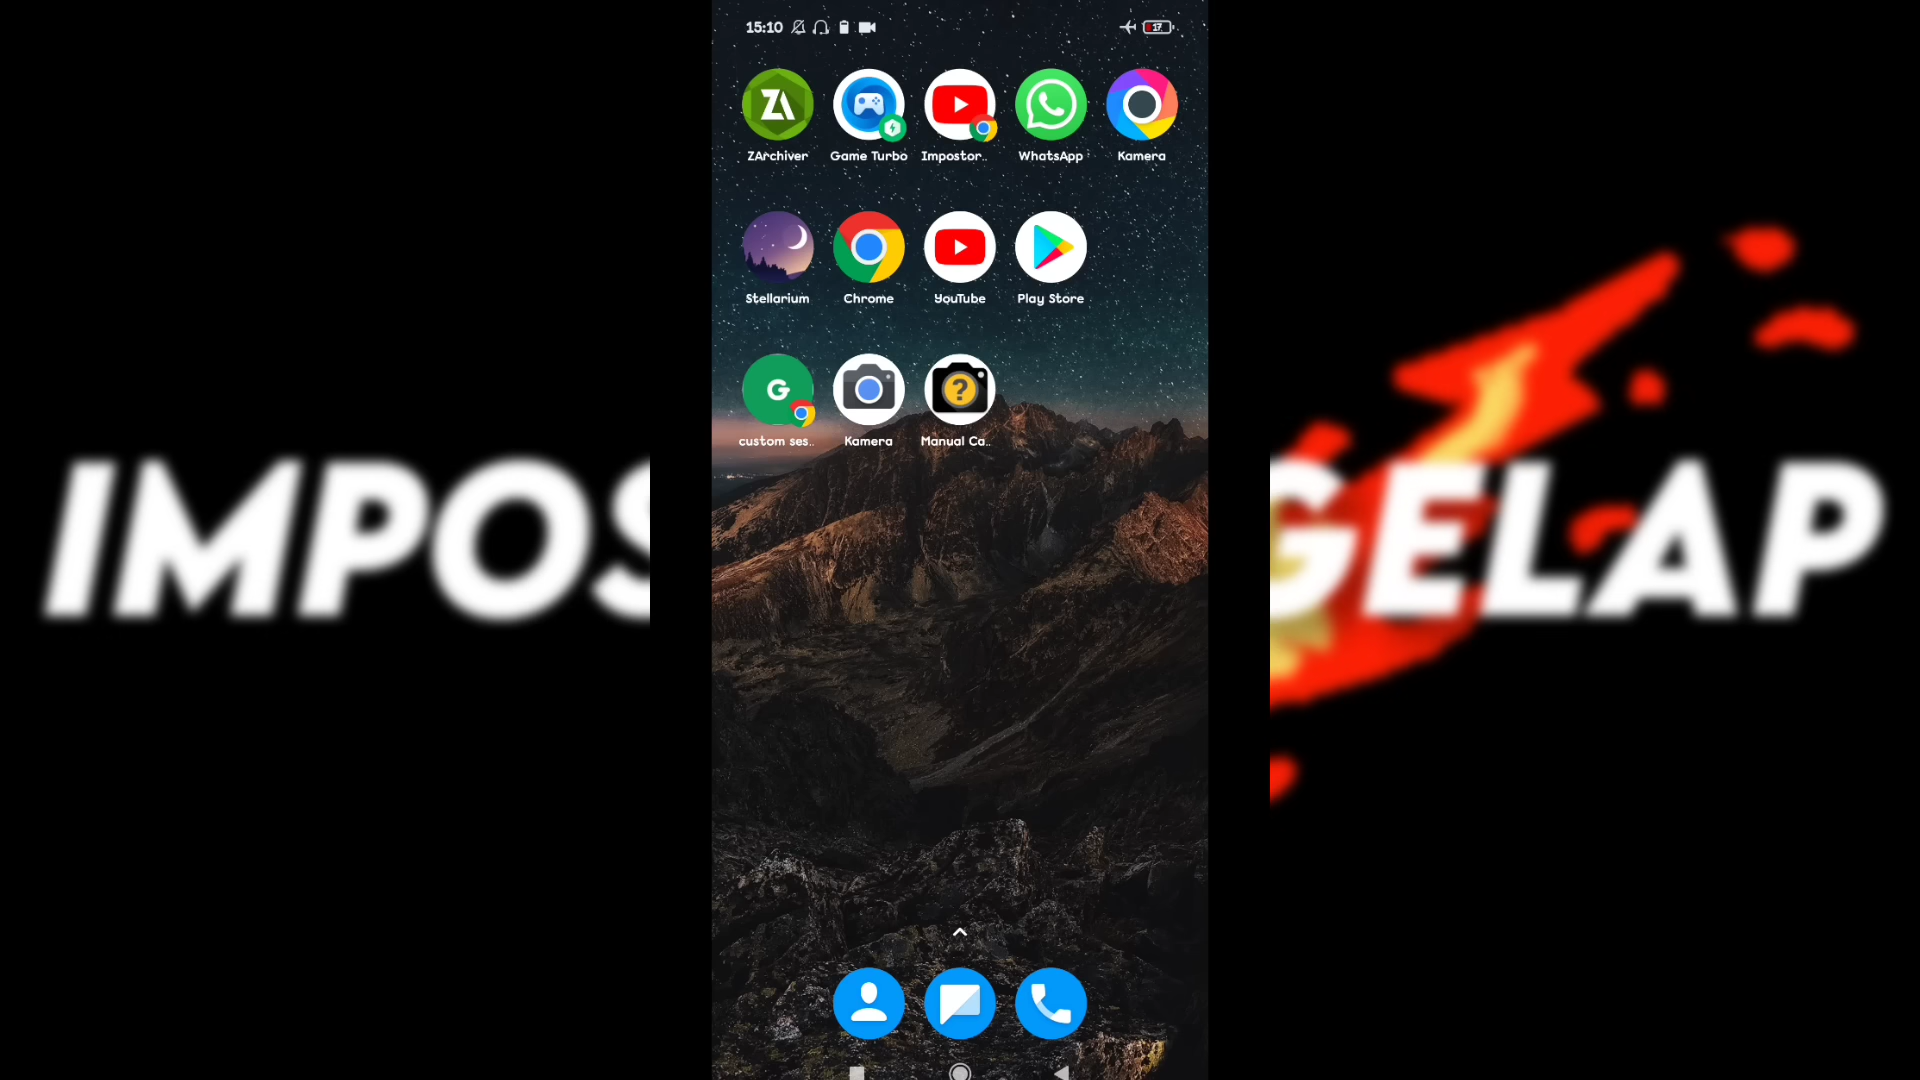 15:10
17
ZArchiver
Game Turbo
Impostor..
WhatsApp
Kamera
Stellarium
Chrome
YouTube
Play Store
G
custom ses..
Kamera
?
Manual Ca..
IMPOS
GELAP